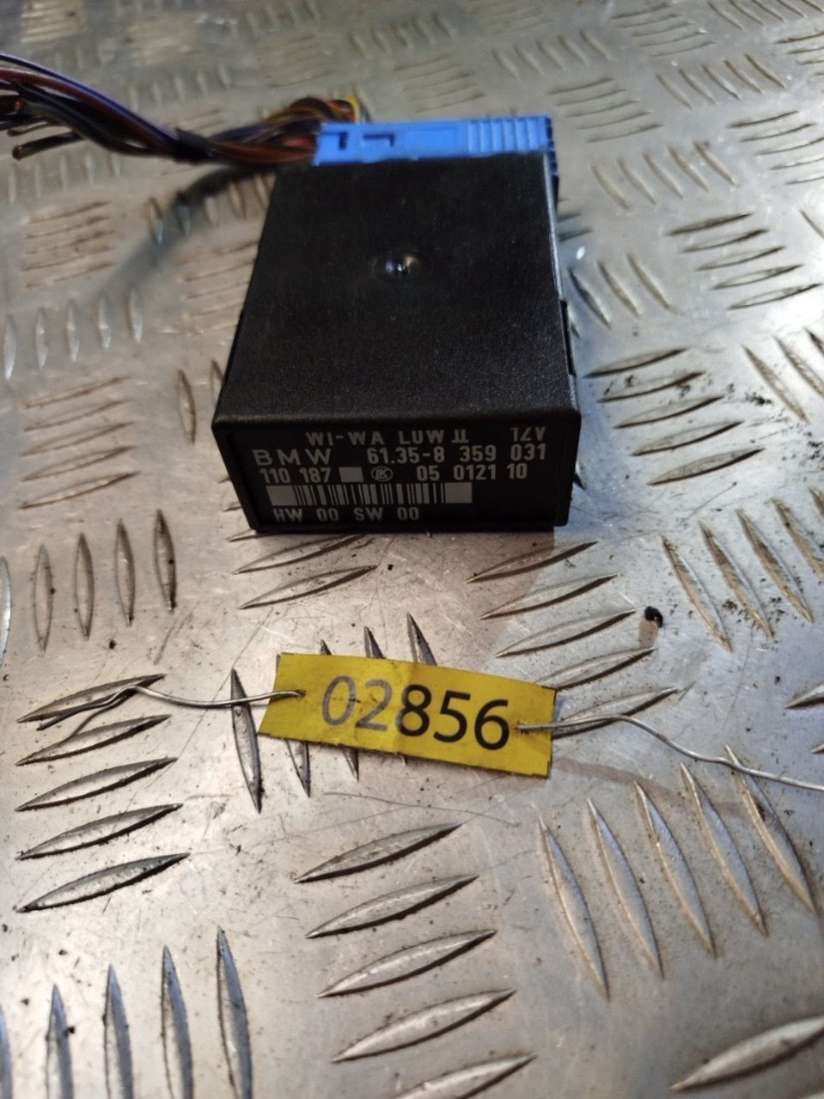 WI-WA LUW II 12V
BMW 61.35-8 359 031
110 187 LK 05 0121 10
HW 00 SW 00
02856